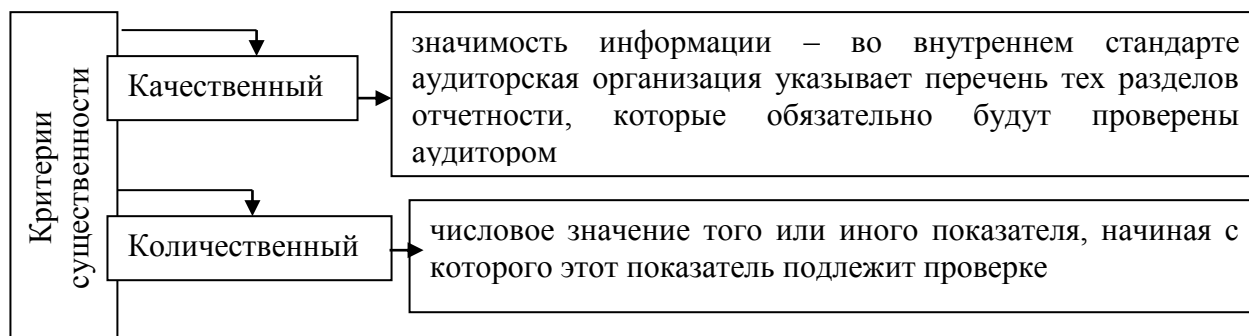 Критерии
существенности
Качественный
значимость информации – во внутреннем стандарте
аудиторская организация указывает перечень тех разделов
отчетности, которые обязательно будут проверены
аудитором
Количественный
числовое значение того или иного показателя, начиная с
которого этот показатель подлежит проверке